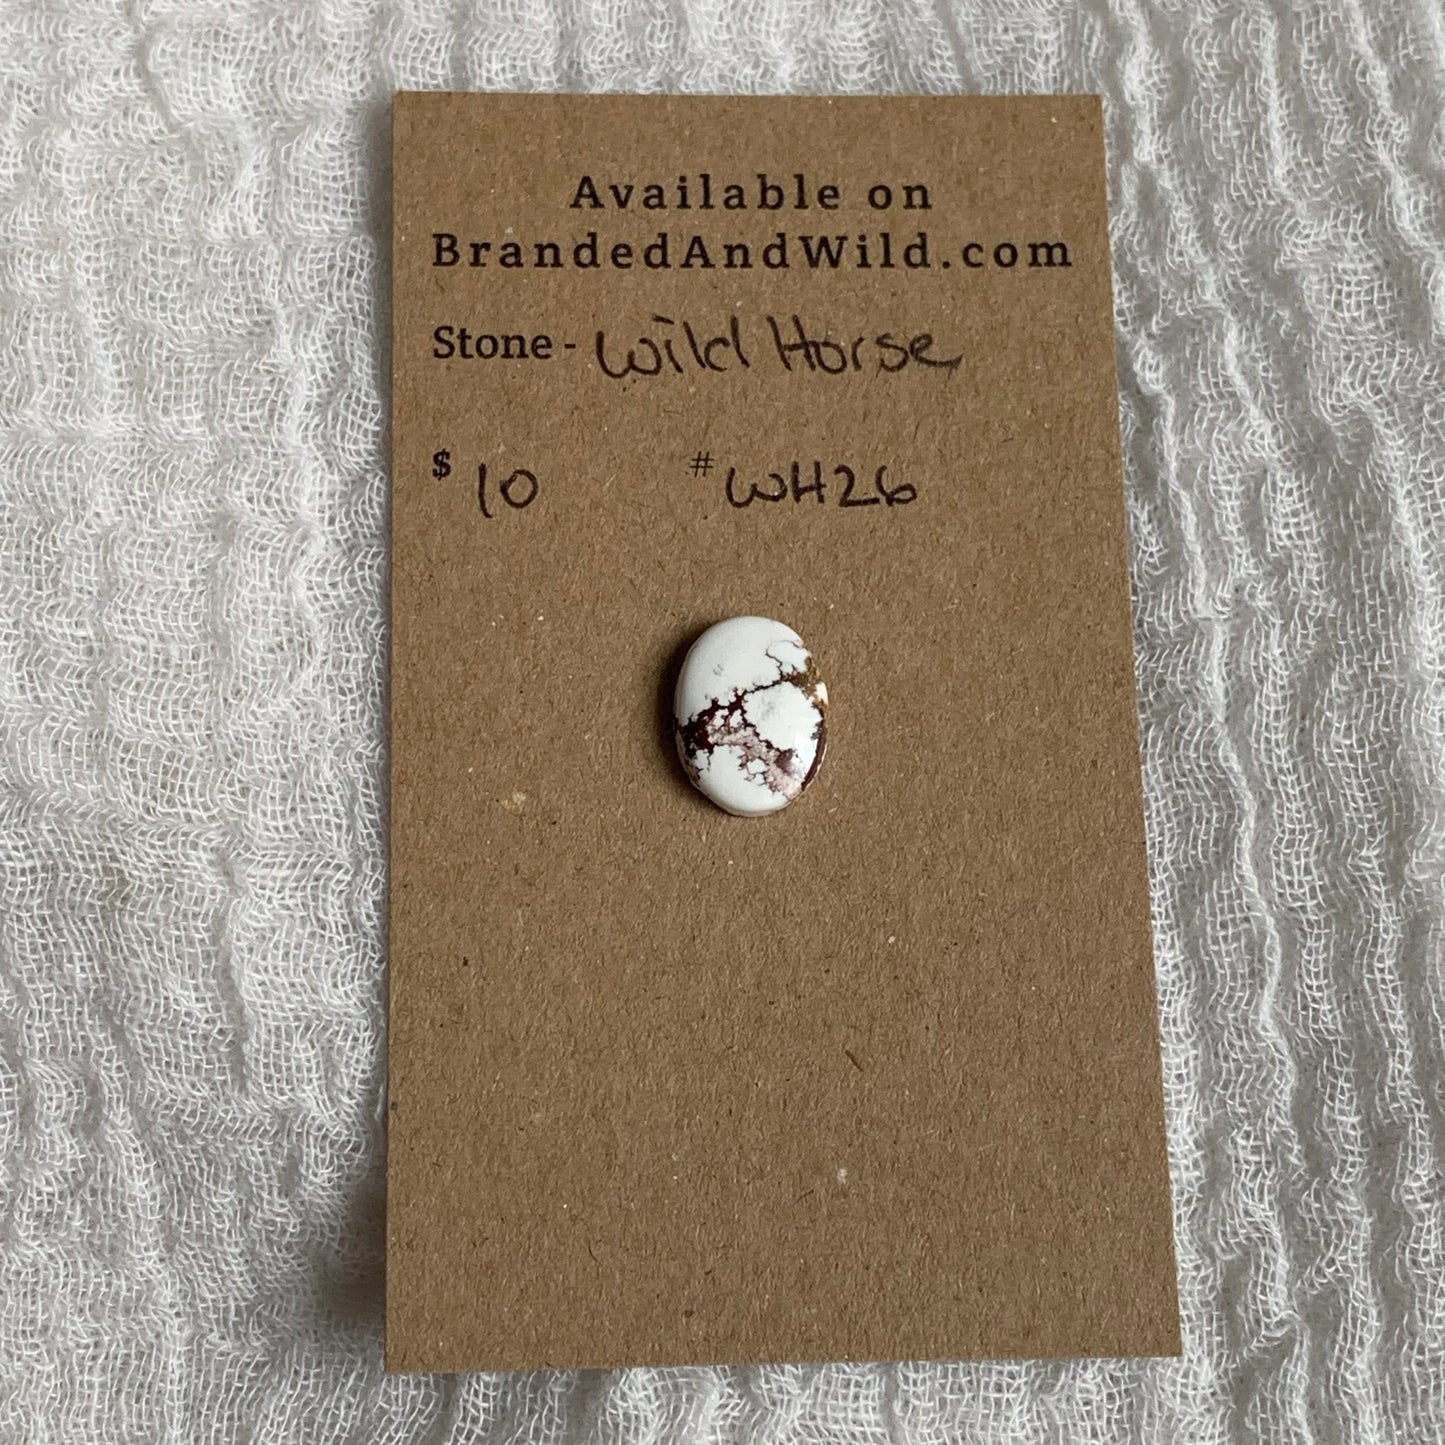 Available on
BrandedAndWild.com
Stone - Wild Horse
$ 10 # WH26